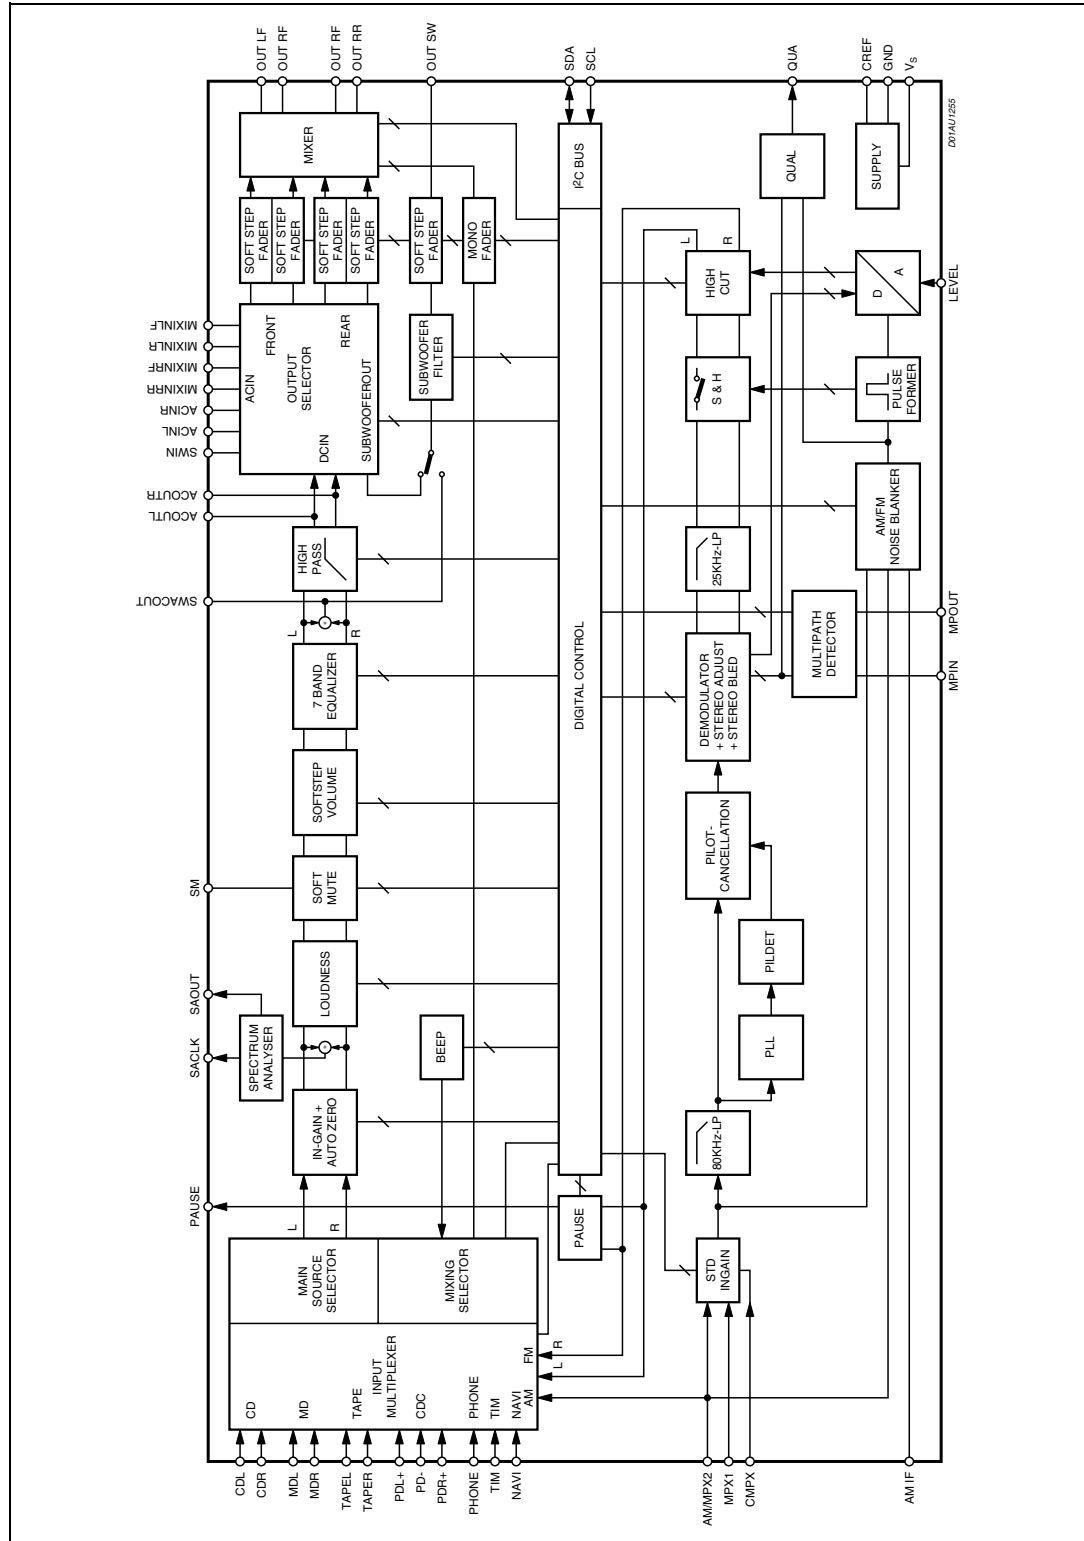 OUT LF
OUT RF
OUT RF
OUT RR
OUT SW
SDA
SCL
QUA
CREF
GND
VS
D01AU1255
MIXER
I²C BUS
QUAL
SUPPLY
SOFT STEP
FADER
SOFT STEP
FADER
SOFT STEP
FADER
SOFT STEP
FADER
SOFT STEP
FADER
MONO
FADER
L
R
HIGH
CUT
D
A
LEVEL
MIXINLF
MIXINLR
MIXINRF
MIXINRR
ACINR
ACINL
SWIN
ACOUTR
ACOUTL
SWACOUT
ACIN
FRONT
OUTPUT
SELECTOR
REAR
DCIN
SUBWOOFEROUT
SUBWOOFER
FILTER
S & H
PULSE
FORMER
HIGH
PASS
25KHz-LP
AM/FM
NOISE BLANKER
L
+
R
7 BAND
EQUALIZER
DIGITAL CONTROL
DEMODULATOR
+ STEREO ADJUST
+ STEREO BLED
MULTIPATH
DETECTOR
MPOUT
MPIN
SOFTSTEP
VOLUME
PILOT-
CANCELLATION
SM
SOFT
MUTE
PILDET
SAOUT
SACLK
LOUDNESS
SPECTRUM
ANALYSER
+
BEEP
PLL
IN-GAIN +
AUTO ZERO
80KHz-LP
PAUSE
L
R
PAUSE
MAIN
SOURCE
SELECTOR
MIXING
SELECTOR
STD
INGAIN
CD
MD
TAPE
INPUT
MULTIPLEXER
CDC
PHONE
TIM
NAVI
AM
FM
L
R
CDL
CDR
MDL
MDR
TAPEL
TAPER
PDL+
PD-
PDR+
PHONE
TIM
NAVI
AM/MPX2
MPX1
CMPX
AM IF